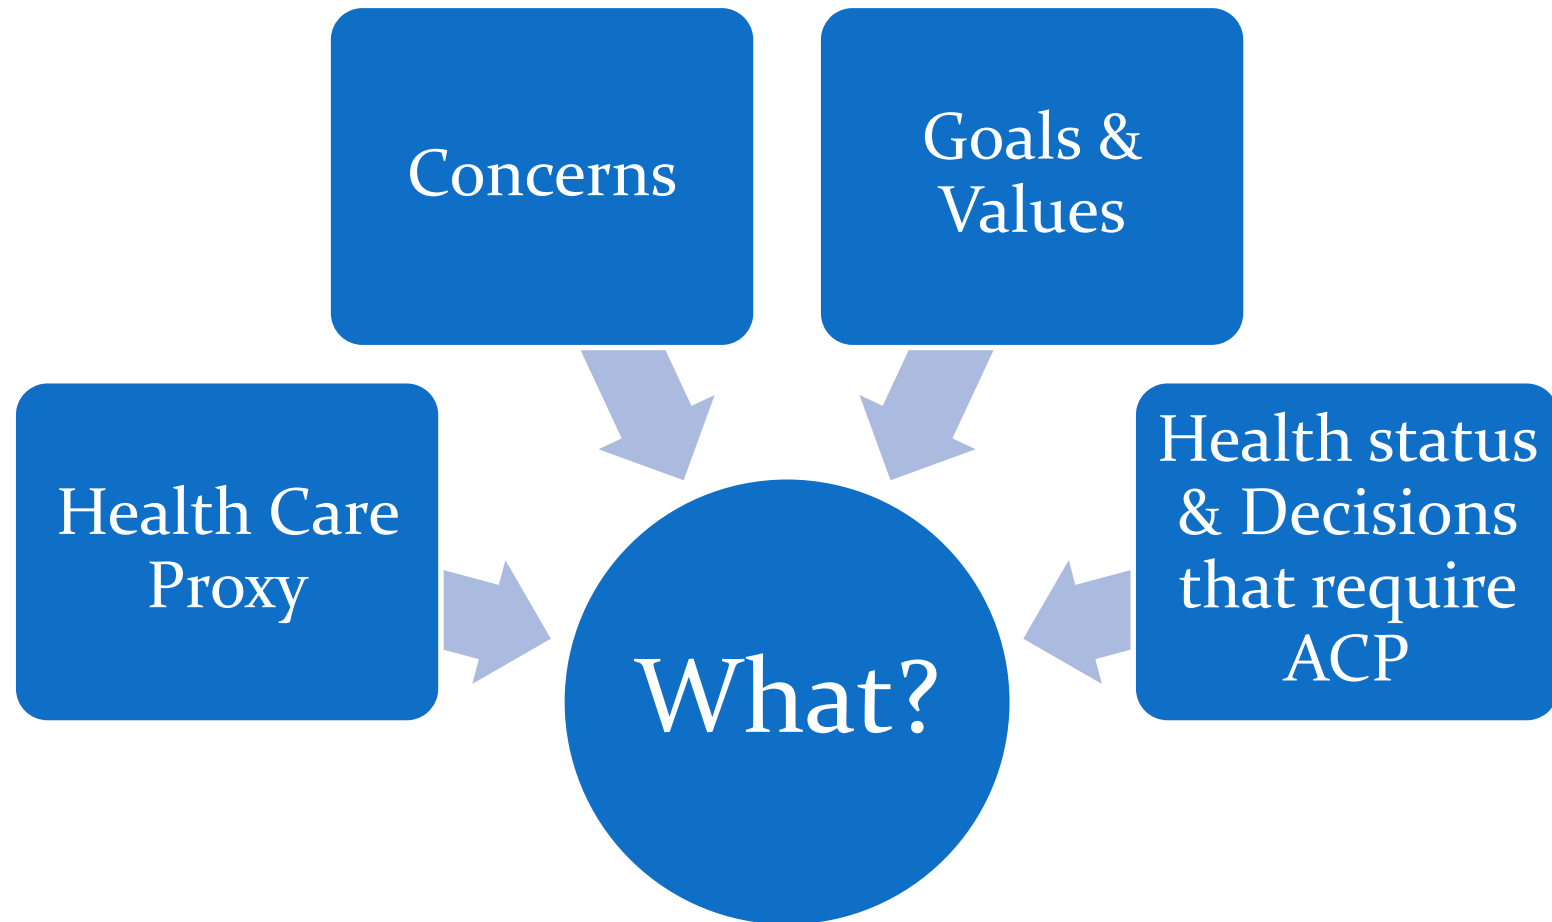 Concerns
Goals &
Values
Health Care
Proxy
Health status
& Decisions
that require
ACP
What?